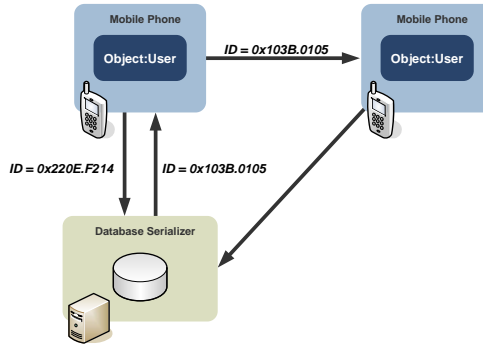 Mobile Phone
Mobile Phone
Object:User
ID = 0x103B.0105
Object:User
ID = 0x220E.F214
ID = 0x103B.0105
Database Serializer